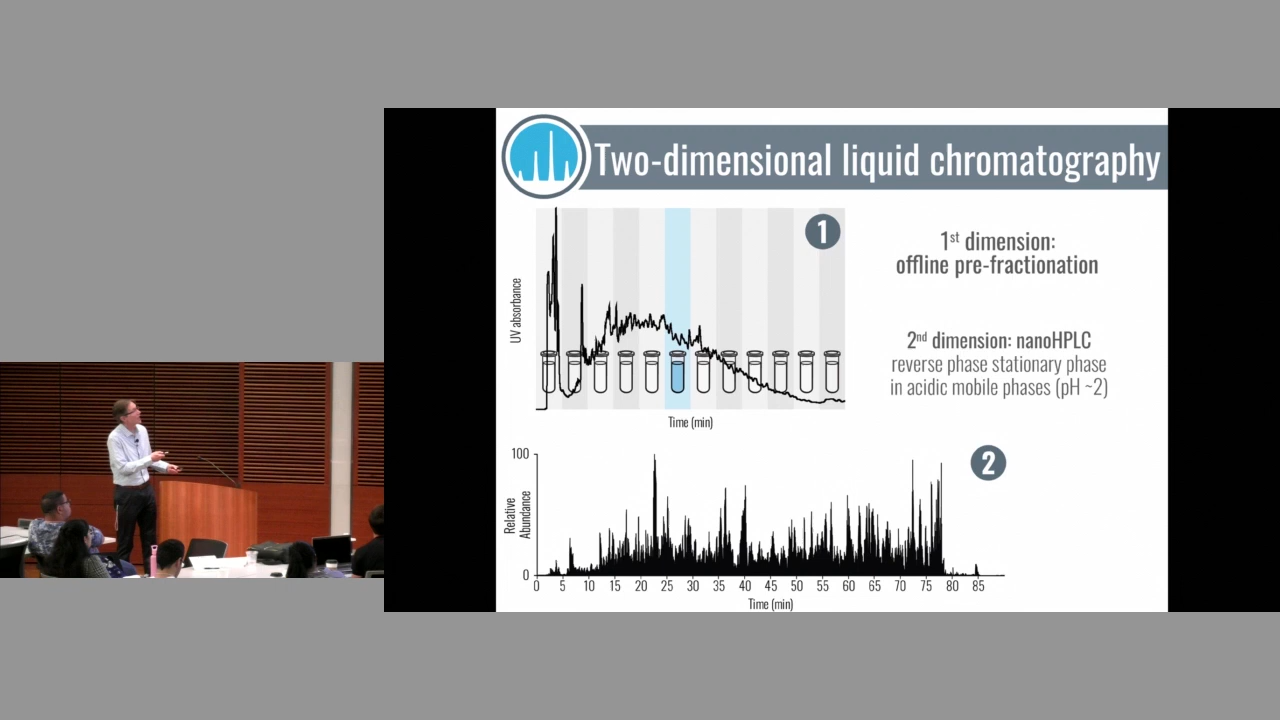 Two-dimensional liquid chromatography
1
UV absorbance
Time (min)
1st dimension:
offline pre-fractionation
2nd dimension: nanoHPLC
reverse phase stationary phase
in acidic mobile phases (pH ~2)
2
100
Relative
Abundance
0
0 5 10 15 20 25 30 35 40 45 50 55 60 65 70 75 80 85
Time (min)